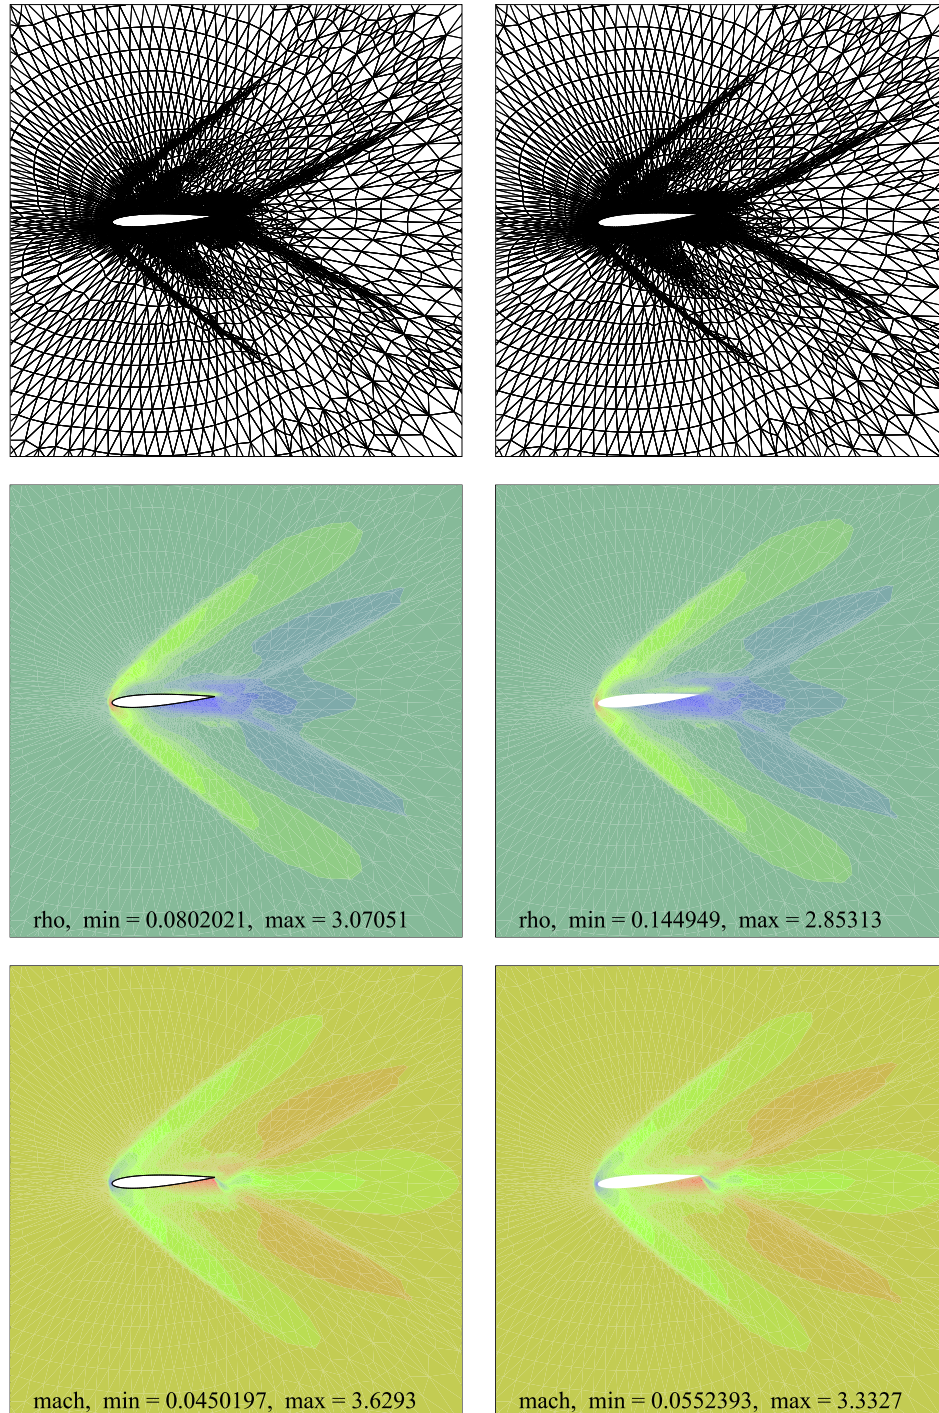 rho, min = 0.0802021, max = 3.07051
rho, min = 0.144949, max = 2.85313
mach, min = 0.0450197, max = 3.6293
mach, min = 0.0552393, max = 3.3327